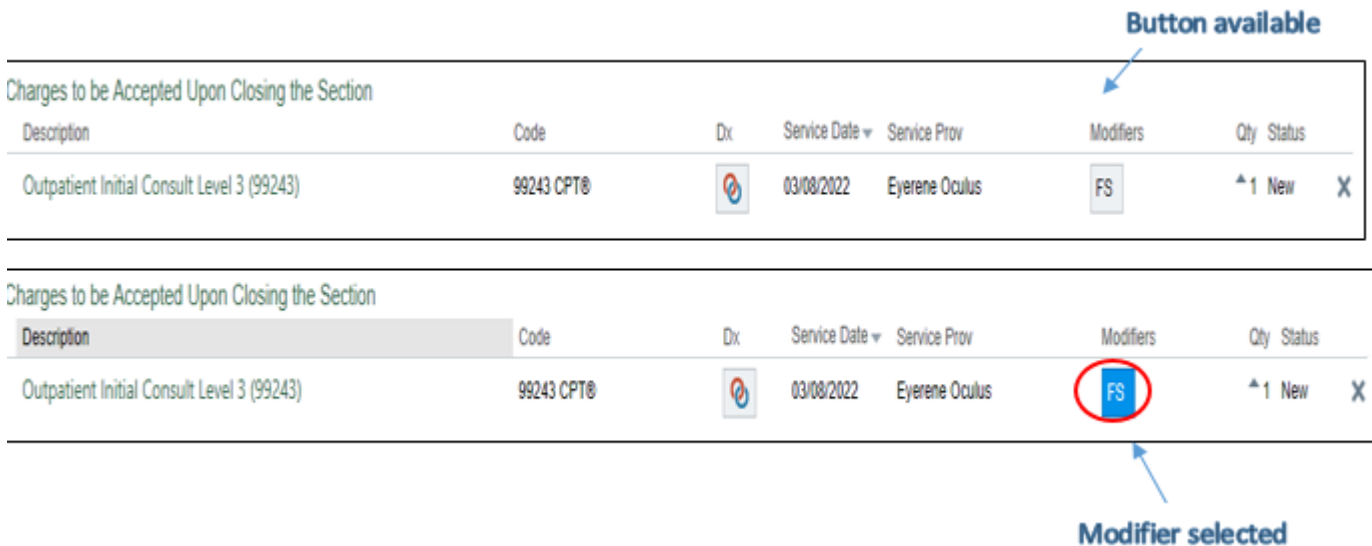 Button available
Charges to be Accepted Upon Closing the Section
Description Code Dx Service Date Service Prov Modifiers Qty Status
Outpatient Initial Consult Level 3 (99243) 99243 CPT® 03/08/2022 Eyerene Oculus FS 1 New X
Charges to be Accepted Upon Closing the Section
Description Code Dx Service Date Service Prov Modifiers Qty Status
Outpatient Initial Consult Level 3 (99243) 99243 CPT® 03/08/2022 Eyerene Oculus FS 1 New X
Modifier selected